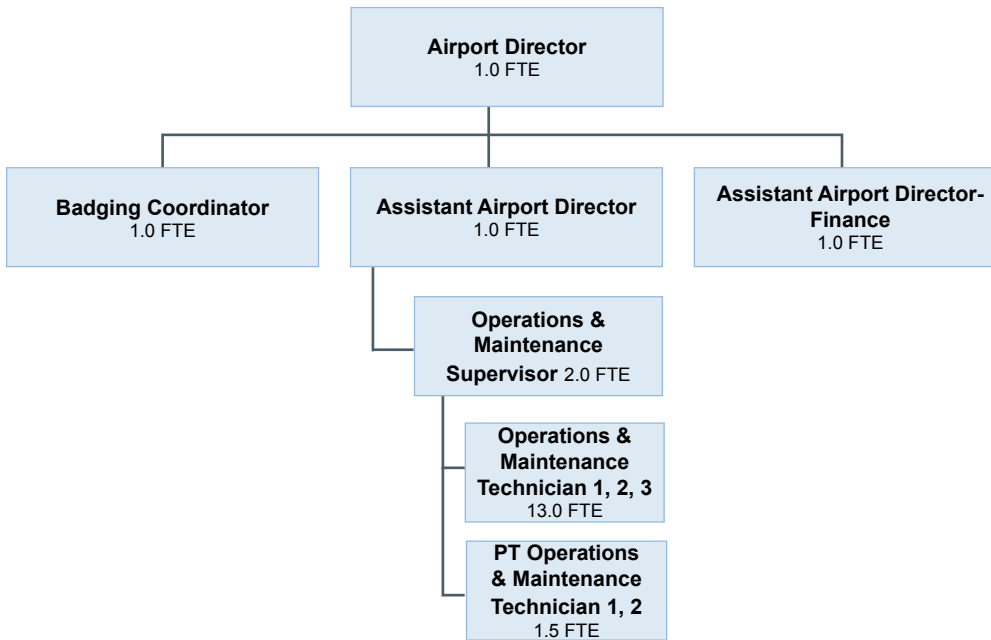 Airport Director
1.0 FTE
Badging Coordinator
1.0 FTE
Assistant Airport Director
1.0 FTE
Assistant Airport Director-
Finance
1.0 FTE
Operations &
Maintenance
Supervisor 2.0 FTE
Operations &
Maintenance
Technician 1, 2, 3
13.0 FTE
PT Operations
& Maintenance
Technician 1, 2
1.5 FTE